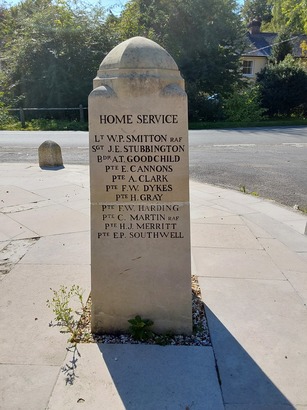 HOME SERVICE
LT W.P. SMITTON RAF
SGT J.E. STUBBINGTON
BDR A.T. GOODCHILD
PTE E. CANNONS
PTE A. CLARK
PTE F.W. DYKES
PTE H. GRAY
PTE F.W. HARDING
PTE C. MARTIN RAF
PTE H.J. MERRITT
PTE E.P. SOUTHWELL